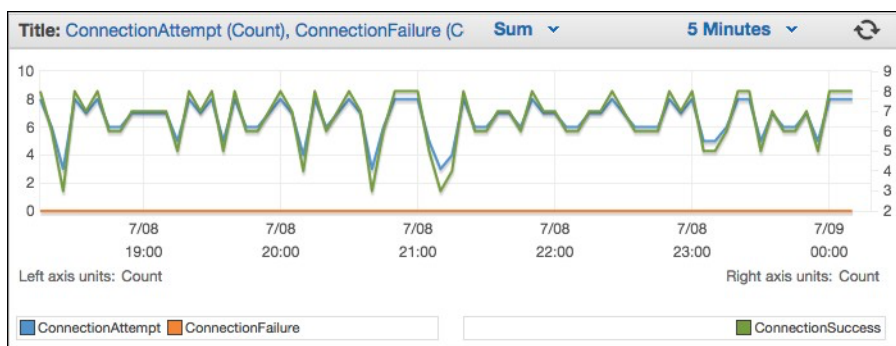 Title: ConnectionAttempt (Count), ConnectionFailure (C Sum 5 Minutes
10 9
8 8
7
6 6
4 5
4
2 3
0 2
7/08 7/08 7/08 7/08 7/08 7/09
19:00 20:00 21:00 22:00 23:00 00:00
Left axis units: Count Right axis units: Count
ConnectionAttempt ConnectionFailure ConnectionSuccess